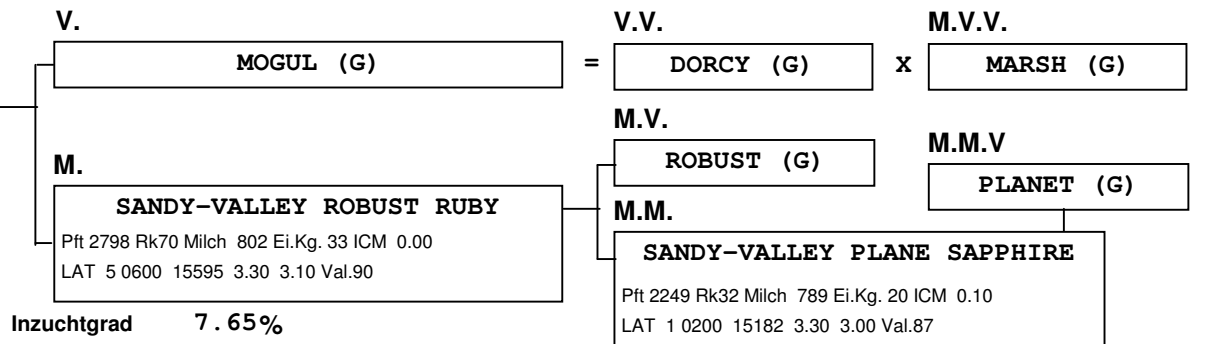 V.
V.V.
M.V.V.
MOGUL (G)
=
DORCY (G)
X
MARSH (G)
M.V.
ROBUST (G)
M.M.V
PLANET (G)
M.
SANDY-VALLEY ROBUST RUBY
Pft 2798 Rk70 Milch 802 Ei.Kg. 33 ICM 0.00
LAT 5 0600 15595 3.30 3.10 Val.90
M.M.
SANDY-VALLEY PLANE SAPPHIRE
Pft 2249 Rk32 Milch 789 Ei.Kg. 20 ICM 0.10
LAT 1 0200 15182 3.30 3.00 Val.87
Inzuchtgrad 7.65%